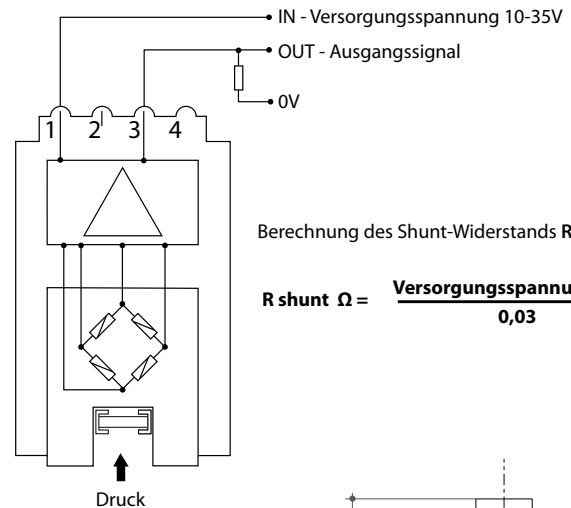 IN - Versorgungsspannung 10-35V
OUT - Ausgangssignal
0V
1 2 3 4
Berechnung des Shunt-Widerstands R
R shunt Ω =
0,03
Druck